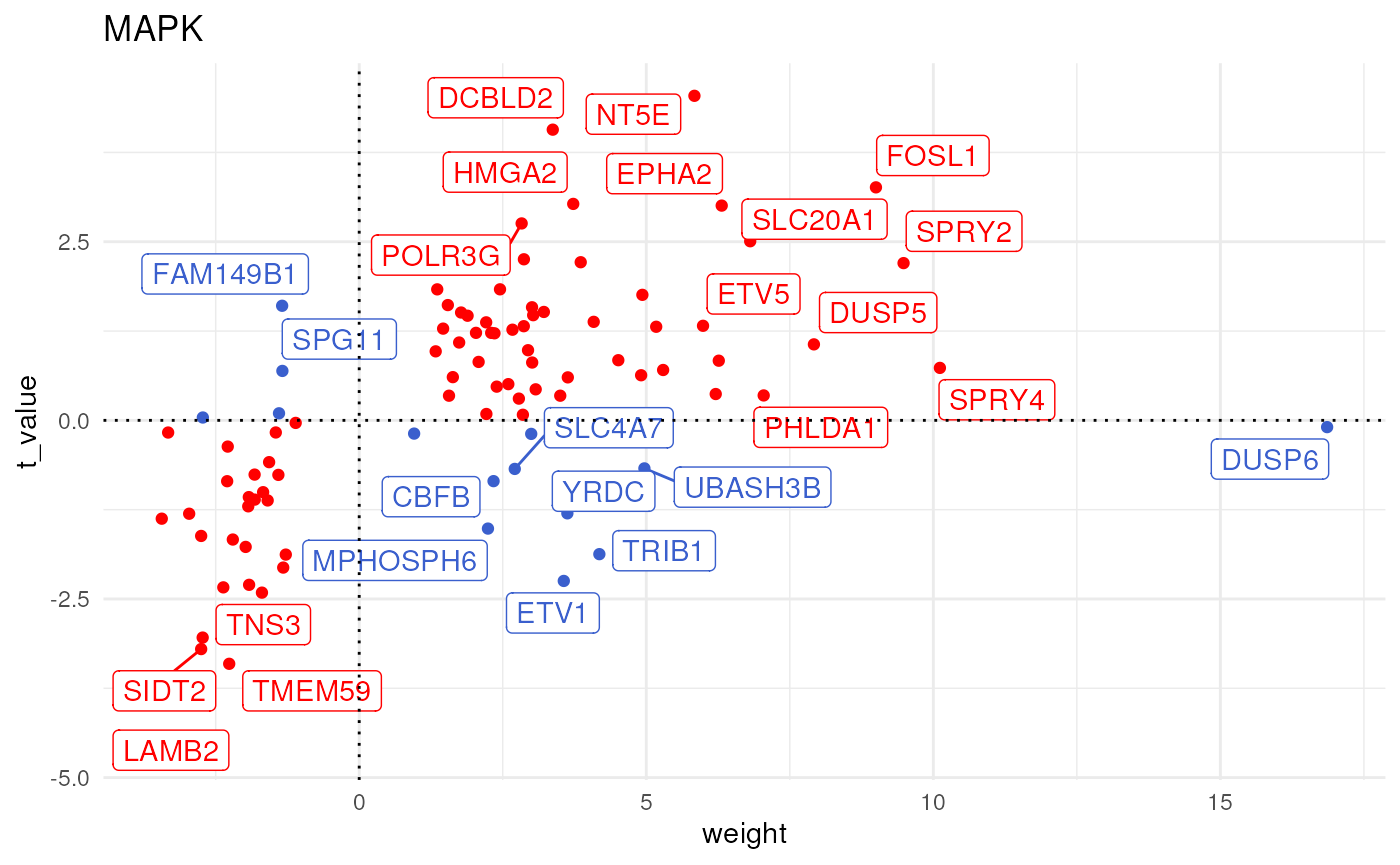 MAPK
DCBLD2
NT5E
FOSL1
HMGA2
EPHA2
SLC20A1
SPRY2
2.5
POLR3G
FAM149B1
ETV5
DUSP5
SPG11
SPRY4
0.0
SLC4A7
PHLDA1
DUSP6
CBFB
YRDC
UBASH3B
MPHOSPH6
TRIB1
-2.5
ETV1
TNS3
SIDT2
TMEM59
LAMB2
-5.0
0
5
10
15
weight
t_value